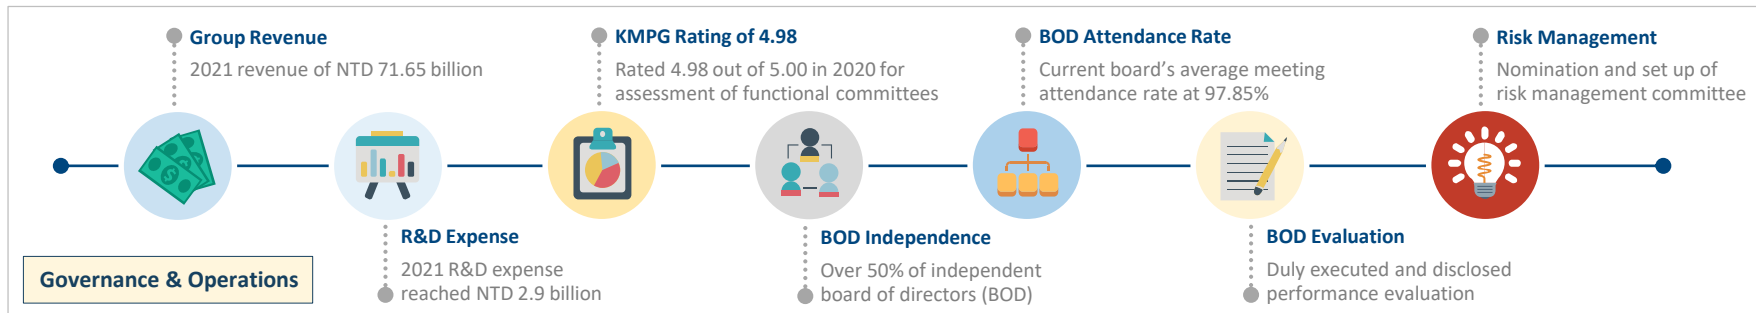 Group Revenue
2021 revenue of NTD 71.65 billion
KMPG Rating of 4.98
Rated 4.98 out of 5.00 in 2020 for
assessment of functional committees
BOD Attendance Rate
Current board's average meeting
attendance rate at 97.85%
Risk Management
Nomination and set up of
risk management committee
R&D Expense
2021 R&D expense
reached NTD 2.9 billion
BOD Independence
Over 50% of independent
board of directors (BOD)
BOD Evaluation
Duly executed and disclosed
performance evaluation
Governance & Operations